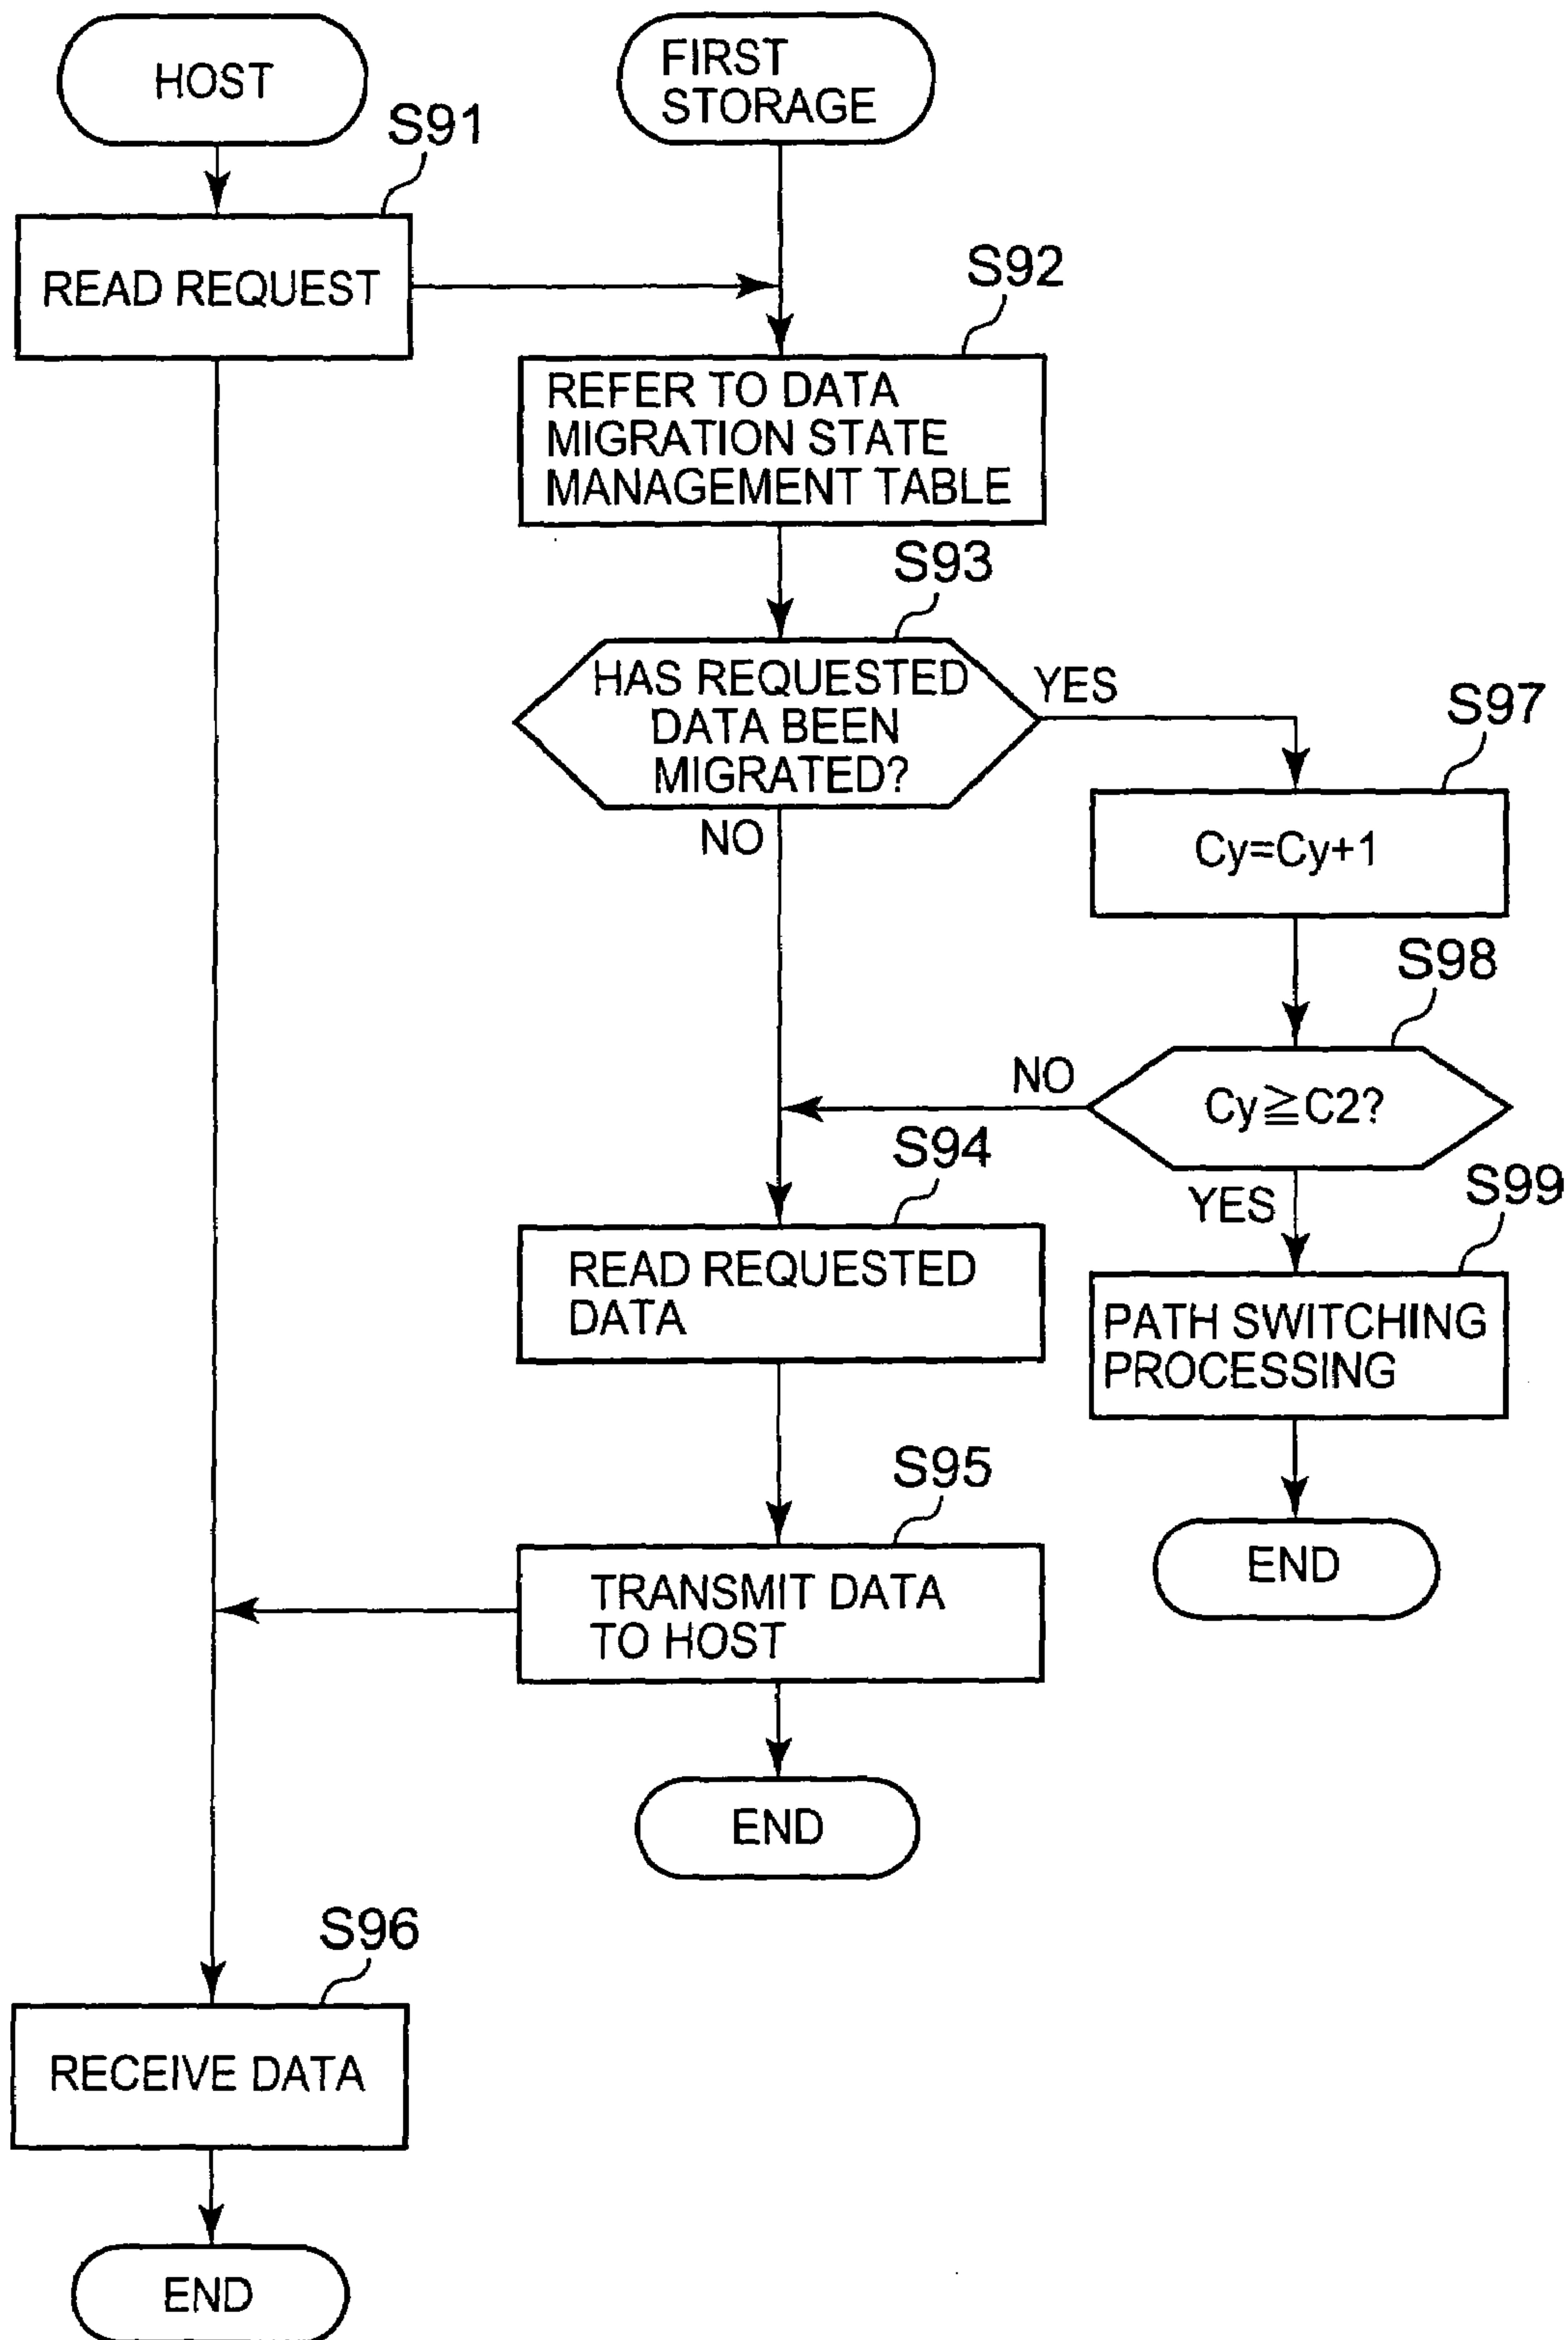 HOST
FIRST
STORAGE
S91
READ REQUEST
S92
REFER TO DATA
MIGRATION STATE
MANAGEMENT TABLE
S93
HAS REQUESTED
DATA BEEN
MIGRATED?
YES
NO
S97
Cy=Cy+1
S98
Cy≧C2?
NO
YES
S94
READ REQUESTED
DATA
S99
PATH SWITCHING
PROCESSING
END
S95
TRANSMIT DATA
TO HOST
END
S96
RECEIVE DATA
END